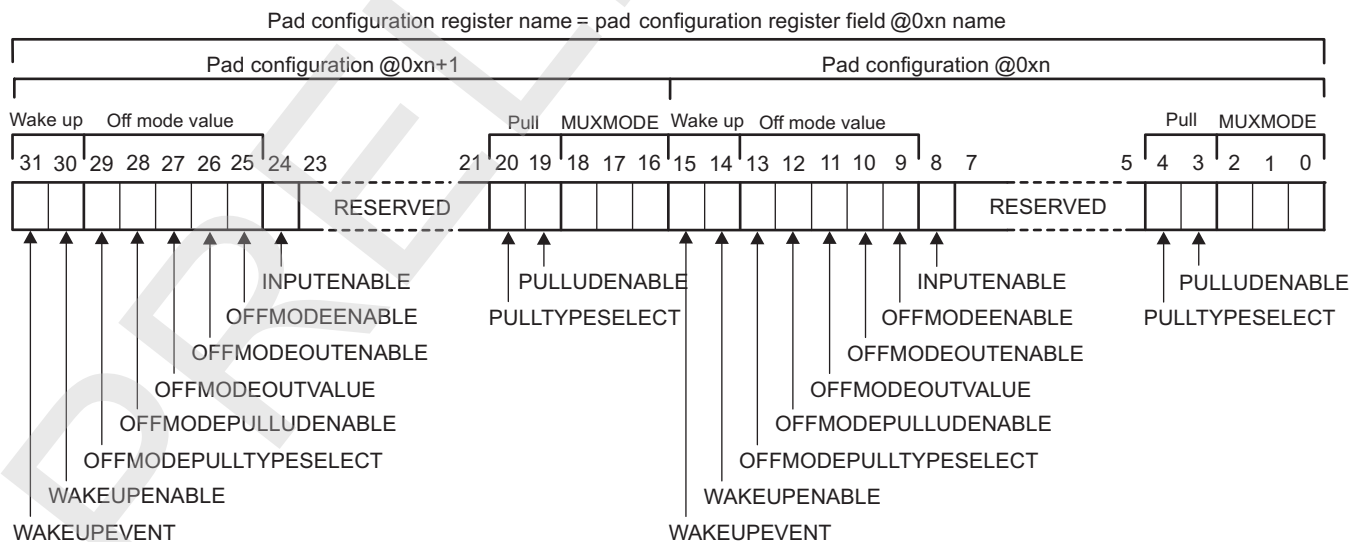 Pad configuration register name = pad configuration register field @0xn name
Pad configuration @0xn+1 Pad configuration @0xn
Wake up Off mode value Pull MUXMODE Wake up Off mode value Pull MUXMODE
31 30 29 28 27 26 25 24 23 21 20 19 18 17 16 15 14 13 12 11 10 9 8 7 5 4 3 2 1 0
RESERVED RESERVED
INPUTENABLE PULLUDENABLE INPUTENABLE PULLUDENABLE
OFFMODEENABLE PULLTYPESELECT OFFMODEENABLE PULLTYPESELECT
OFFMODEOUTENABLE OFFMODEOUTENABLE
OFFMODEOUTVALUE OFFMODEOUTVALUE
OFFMODEPULLUDENABLE OFFMODEPULLUDENABLE
OFFMODEPULLTYPESELECT OFFMODEPULLTYPESELECT
WAKEUPENABLE WAKEUPENABLE
WAKEUPEVENT WAKEUPEVENT